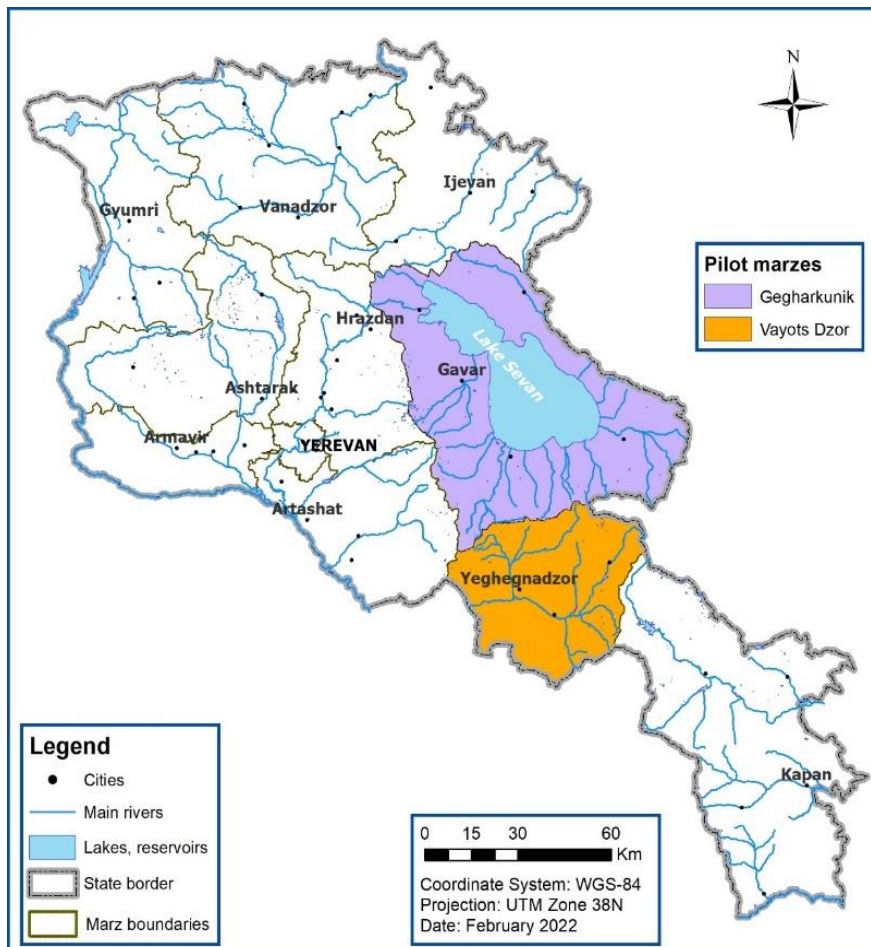 N
Ijevan
Gyumri
Vanadzor
Pilot marzes
Gegharkunik
Vayots Dzor
Hrazdan
Lake Sevan
Gavar
Ashtarak
Armavir
YEREVAN
Artashat
Yeghegnadzor
Kapan
Legend
Cities
Main rivers
Lakes, reservoirs
State border
Marz boundaries
0 15 30 60
Km
Coordinate System: WGS-84
Projection: UTM Zone 38N
Date: February 2022